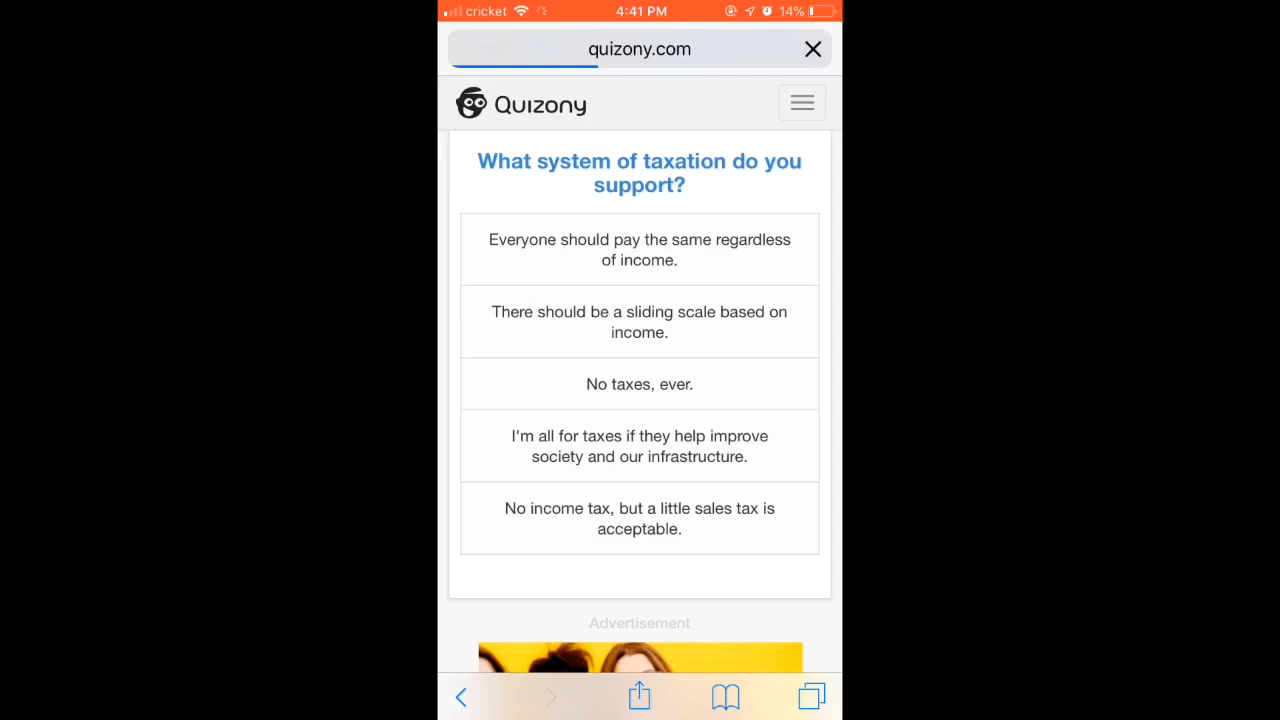 cricket 4:41 PM 14%
quizony.com
Quizony
What system of taxation do you
support?
Everyone should pay the same regardless
of income.
There should be a sliding scale based on
income.
No taxes, ever.
I'm all for taxes if they help improve
society and our infrastructure.
No income tax, but a little sales tax is
acceptable.
Advertisement